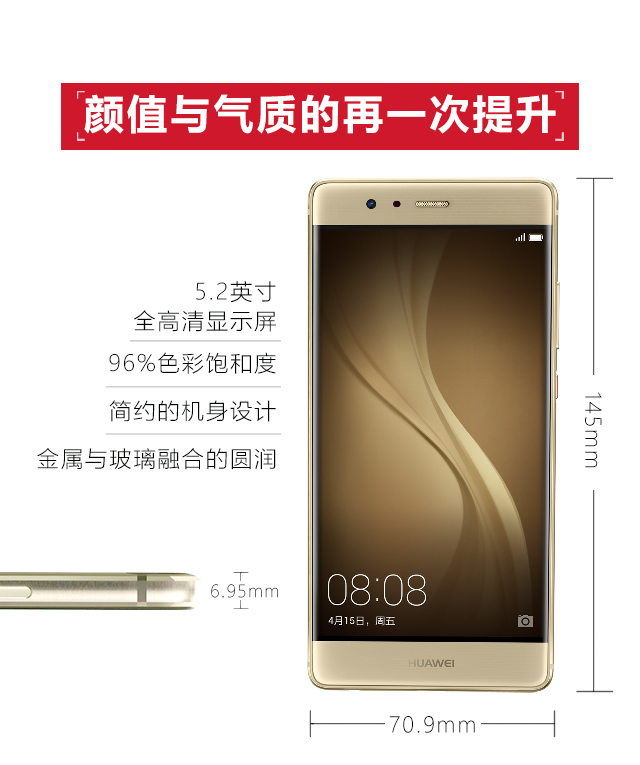 颜值与气质的再一次提升
5.2英寸
全高清显示屏
96%色彩饱和度
简约的机身设计
金属与玻璃融合的圆润
6.95mm
08:08
4月15日，周五
HUAWEI
145mm
70.9mm